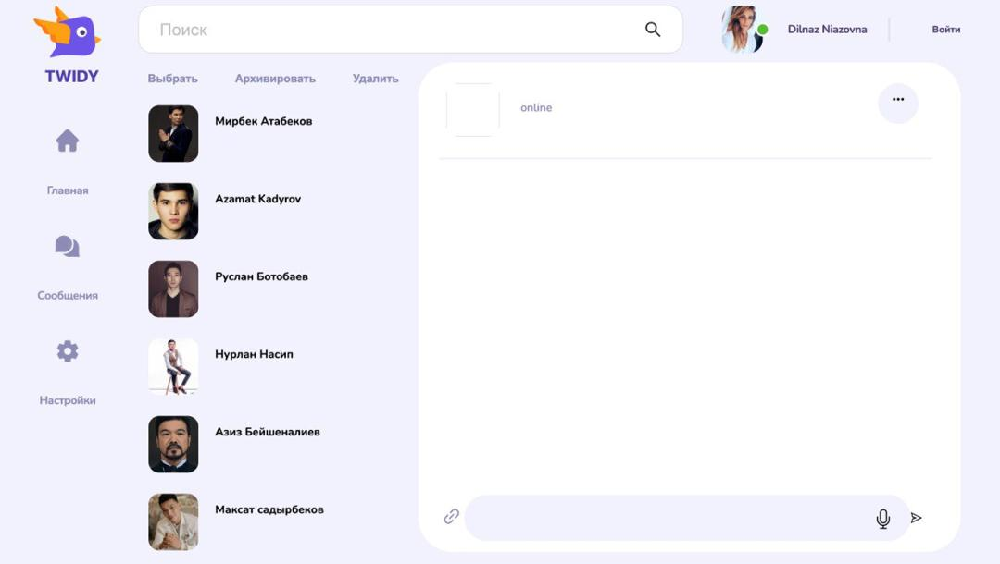 Поиск
Dilnaz Niazovna
Войти
TWIDY
Выбрать
Архивировать
Удалить
Главная
Сообщения
Настройки
Мирбек Атабеков
Azamat Kadyrov
Руслан Ботобаев
Нурлан Насип
Азиз Бейшеналиев
Максат садырбеков
online